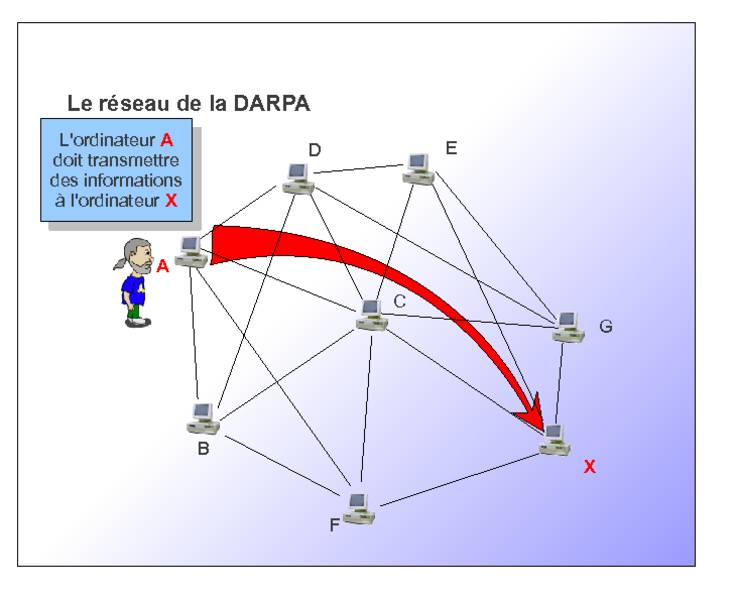 Le réseau de la DARPA
L'ordinateur A
doit transmettre
des informations
à l'ordinateur X
D
E
A
C
G
B
X
F